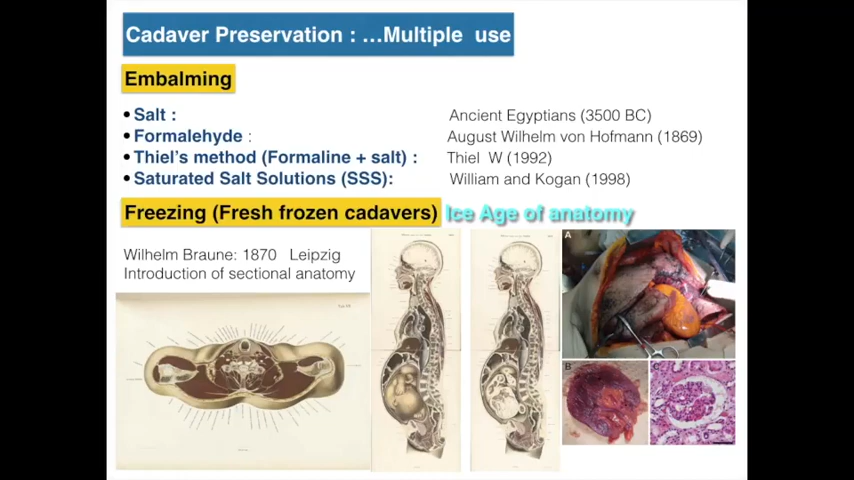 Cadaver Preservation : ...Multiple use
Embalming
• Salt : Ancient Egyptians (3500 BC)
• Formalehyde : August Wilhelm von Hofmann (1869)
• Thiel's method (Formaline + salt) : Thiel W (1992)
• Saturated Salt Solutions (SSS): William and Kogan (1998)
Freezing (Fresh frozen cadavers) Ice Age of anatomy
Wilhelm Braune: 1870 Leipzig
Introduction of sectional anatomy
A
B
C